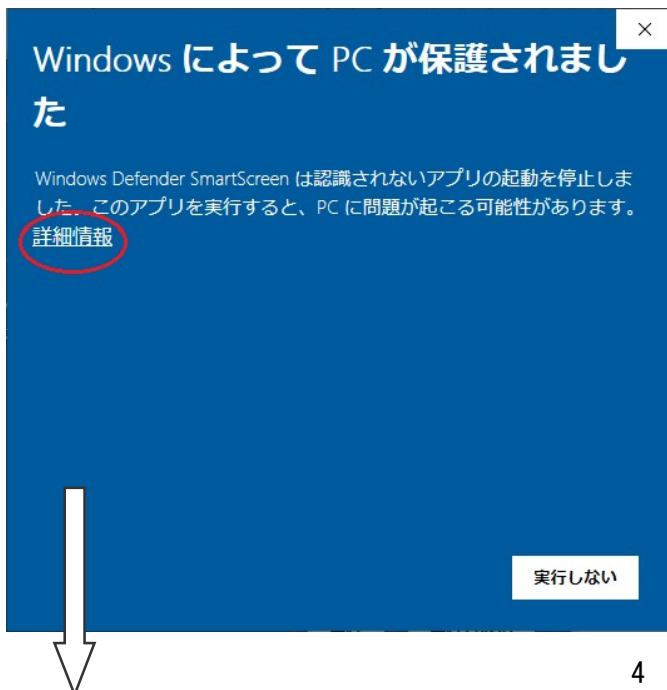 ×
Windows によって PC が保護されまし
た
Windows Defender SmartScreen は認識されないアプリの起動を停止しま
した。このアプリを実行すると、PC に問題が起こる可能性があります。
詳細情報
実行しない
4